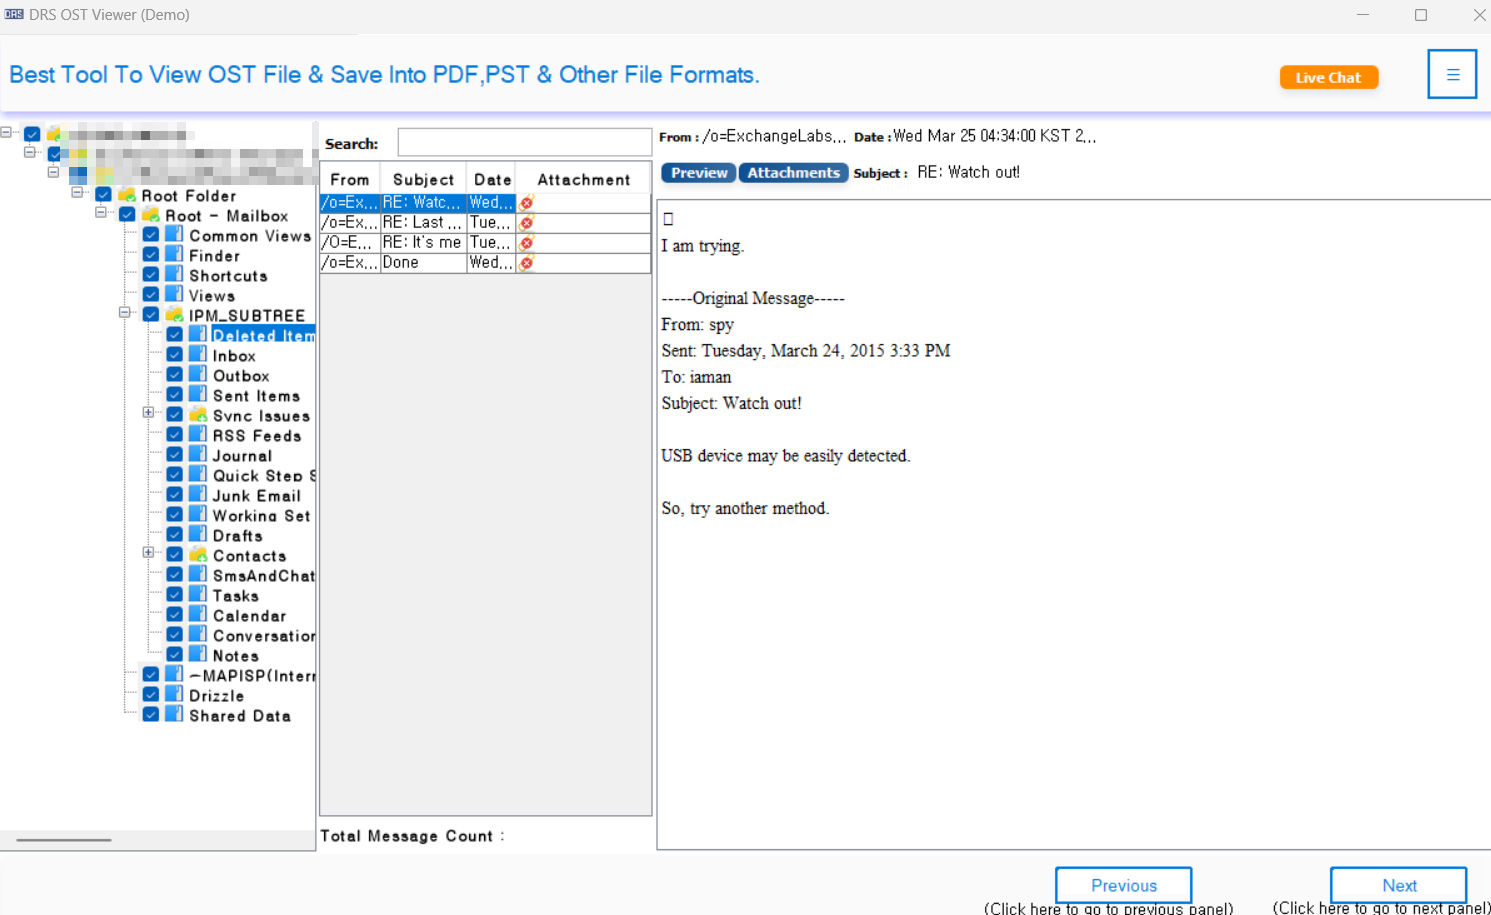 DRS OST Viewer (Demo)
Best Tool To View OST File & Save Into PDF,PST & Other File Formats.
Live Chat
Root Folder
Root - Mailbox
Common Views
Finder
Shortcuts
Views
IPM_SUBTREE
Deleted Item
Inbox
Outbox
Sent Items
Sync Issues
RSS Feeds
Journal
Quick Step S
Junk Email
Working Set
Drafts
Contacts
SmsAndChat
Tasks
Calendar
Conversation
Notes
~MAPISP(Intern
Drizzle
Shared Data
Search:
From Subject Date Attachment
/o=Ex... RE: Watc... Wed...
/o=Ex... RE: Last ... Tue...
/O=E... RE: It's me Tue...
/o=Ex... Done Wed...
Total Message Count :
From : /o=ExchangeLabs... Date : Wed Mar 25 04:34:00 KST 2...
Preview Attachments Subject : RE: Watch out!
I am trying.
-----Original Message-----
From: spy
Sent: Tuesday, March 24, 2015 3:33 PM
To: iaman
Subject: Watch out!
USB device may be easily detected.
So, try another method.
Previous
(Click here to go to previous panel)
Next
(Click here to go to next panel)